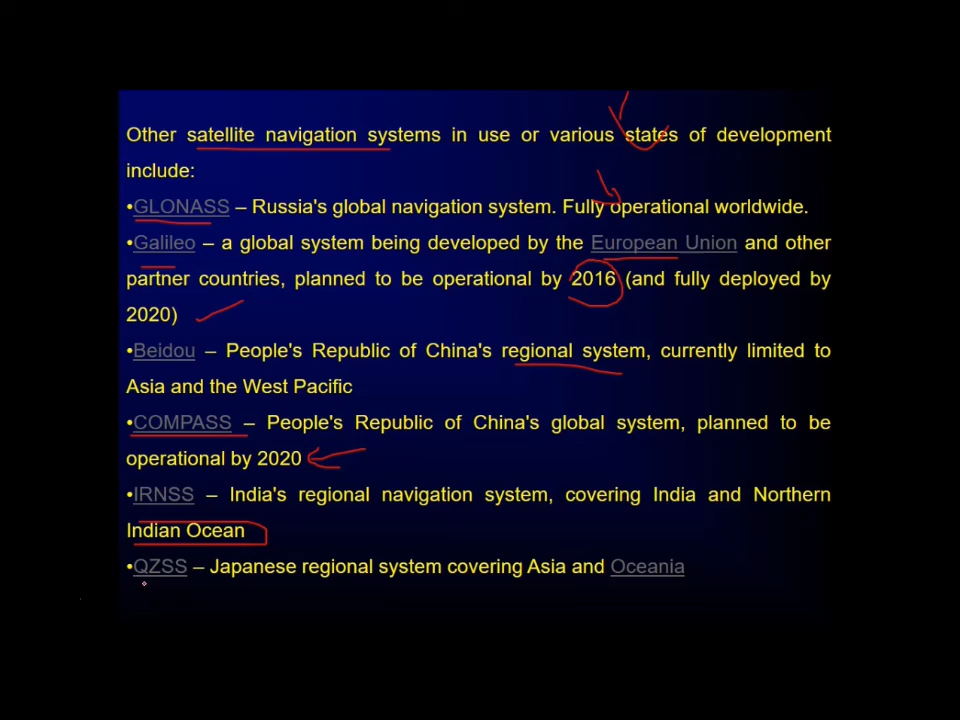 Other satellite navigation systems in use or various states of development
include:
•GLONASS – Russia's global navigation system. Fully operational worldwide.
•Galileo – a global system being developed by the European Union and other
partner countries, planned to be operational by 2016 (and fully deployed by
2020)
•Beidou – People's Republic of China's regional system, currently limited to
Asia and the West Pacific
•COMPASS – People's Republic of China's global system, planned to be
operational by 2020
•IRNSS – India's regional navigation system, covering India and Northern
Indian Ocean
•QZSS – Japanese regional system covering Asia and Oceania